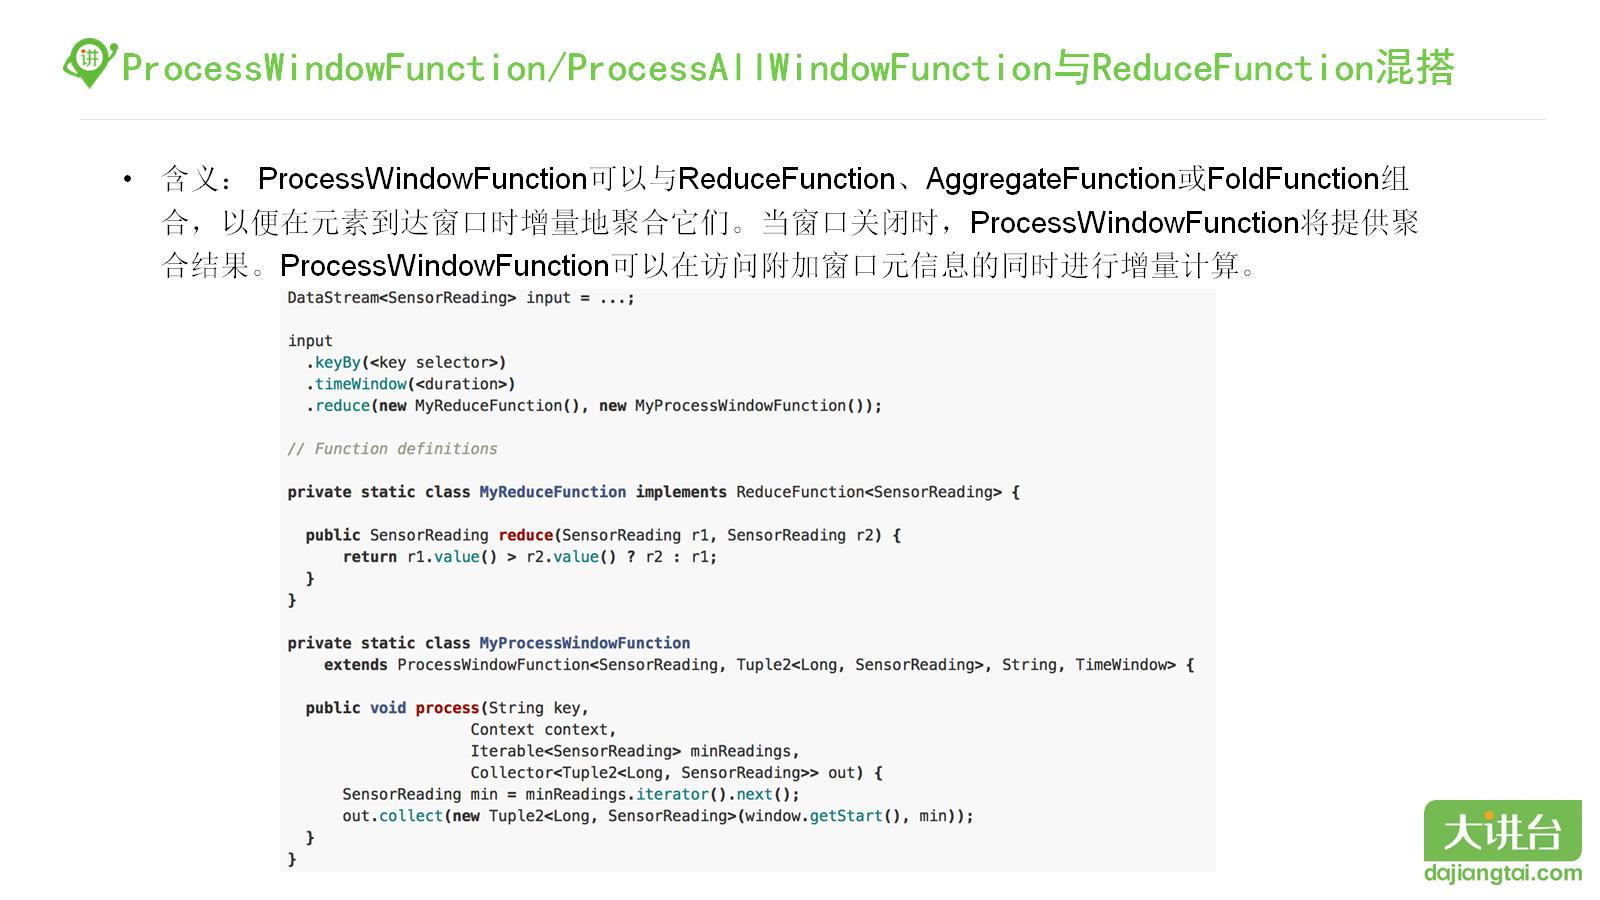 讲
ProcessWindowFunction/ProcessAllWindowFunction与ReduceFunction混搭
• 含义： ProcessWindowFunction可以与ReduceFunction、AggregateFunction或FoldFunction组
合，以便在元素到达窗口时增量地聚合它们。当窗口关闭时，ProcessWindowFunction将提供聚
合结果。ProcessWindowFunction可以在访问附加窗口元信息的同时进行增量计算。
DataStream<SensorReading> input = ...;
input
  .keyBy(<key selector>)
  .timeWindow(<duration>)
  .reduce(new MyReduceFunction(), new MyProcessWindowFunction());
// Function definitions
private static class MyReduceFunction implements ReduceFunction<SensorReading> {
  public SensorReading reduce(SensorReading r1, SensorReading r2) {
      return r1.value() > r2.value() ? r2 : r1;
  }
}
private static class MyProcessWindowFunction
    extends ProcessWindowFunction<SensorReading, Tuple2<Long, SensorReading>, String, TimeWindow> {
  public void process(String key,
                    Context context,
                    Iterable<SensorReading> minReadings,
                    Collector<Tuple2<Long, SensorReading>> out) {
      SensorReading min = minReadings.iterator().next();
      out.collect(new Tuple2<Long, SensorReading>(window.getStart(), min));
  }
}
大讲台
dajiangtai.com